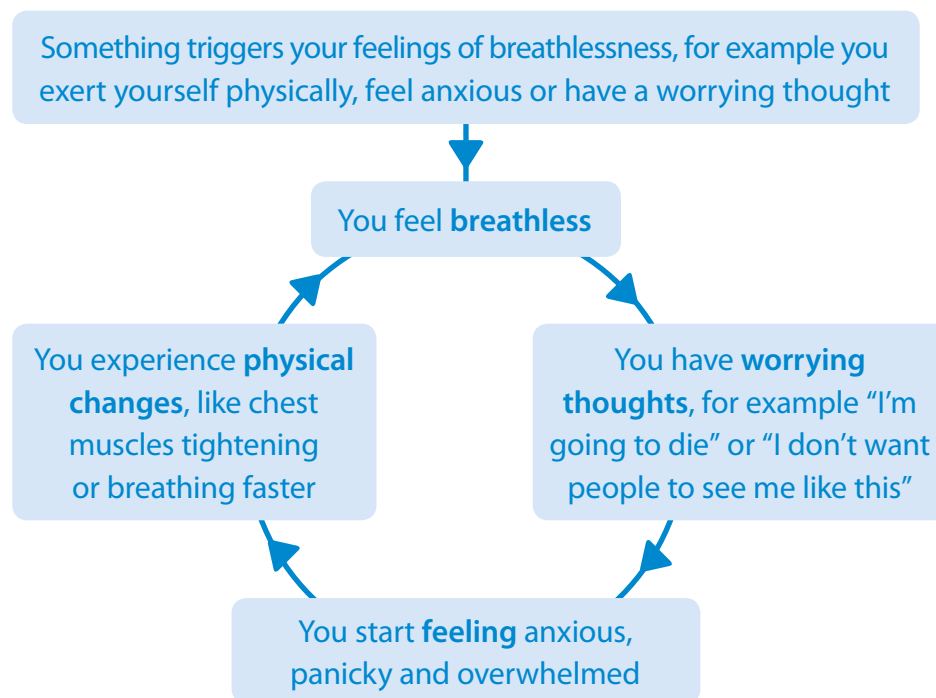 Something triggers your feelings of breathlessness, for example you
exert yourself physically, feel anxious or have a worrying thought
You feel breathless
You have worrying
thoughts, for example “I’m
going to die” or “I don’t want
people to see me like this”
You start feeling anxious,
panicky and overwhelmed
You experience physical
changes, like chest
muscles tightening
or breathing faster